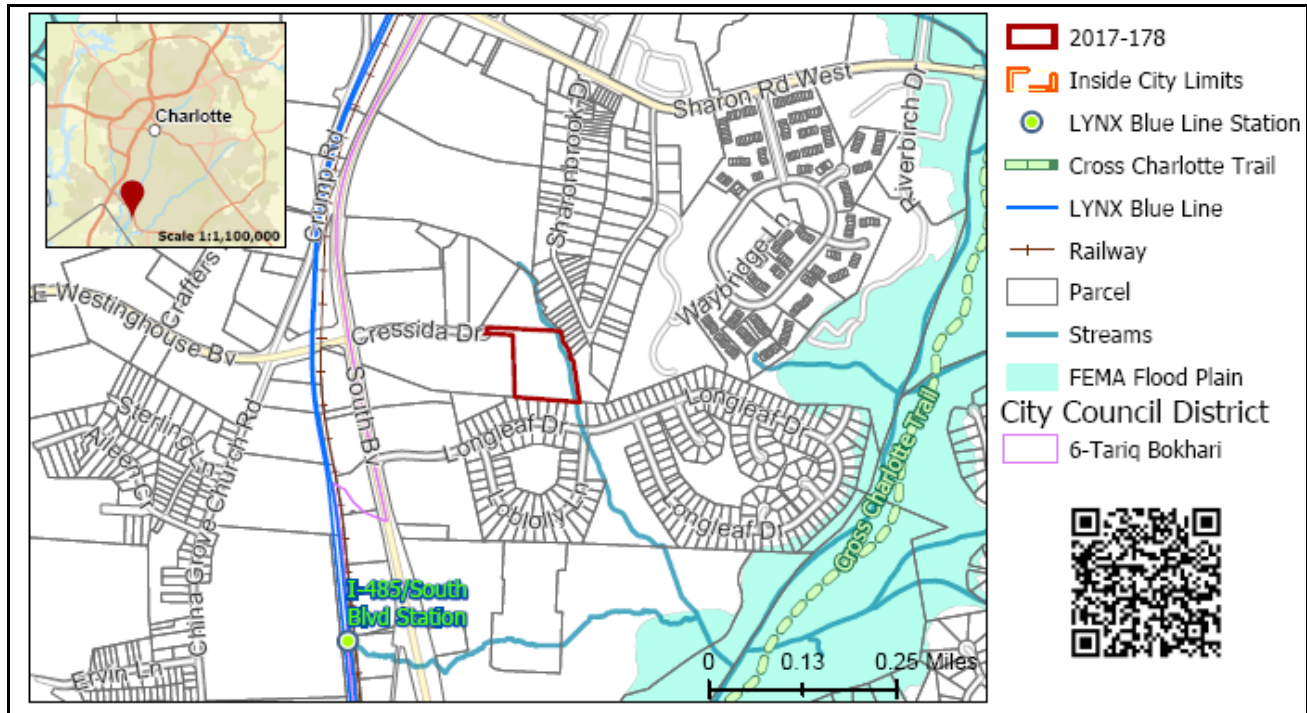 Charlotte
Scale 1:1,100,000
Sharon Rd West
Riverbirch Dr
Sharonbrook Dr
Crump Rd
Crafters
Waybridge Ln
E Westinghouse Bv
Cressida Dr
South Bv
Sterling
Aileen Ct
Longleaf Dr
Longleaf Dr
Loblolly Ln
Longleaf Dr
China Grove Church Rd
Cross Charlotte Trail
I-485/South
Blvd Station
Ervin Ln
0 0.13 0.25 Miles
2017-178
Inside City Limits
LYNX Blue Line Station
Cross Charlotte Trail
LYNX Blue Line
Railway
Parcel
Streams
FEMA Flood Plain
City Council District
6-Tariq Bokhari